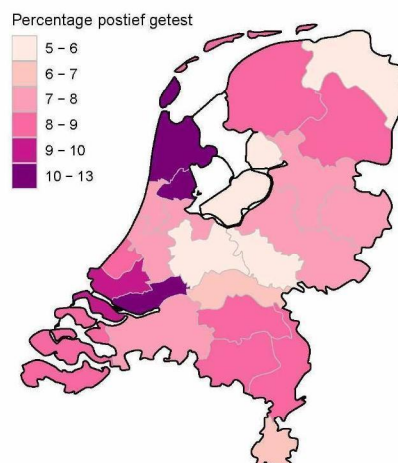 Percentage postief getest
5 – 6
6 – 7
7 – 8
8 – 9
9 – 10
10 – 13